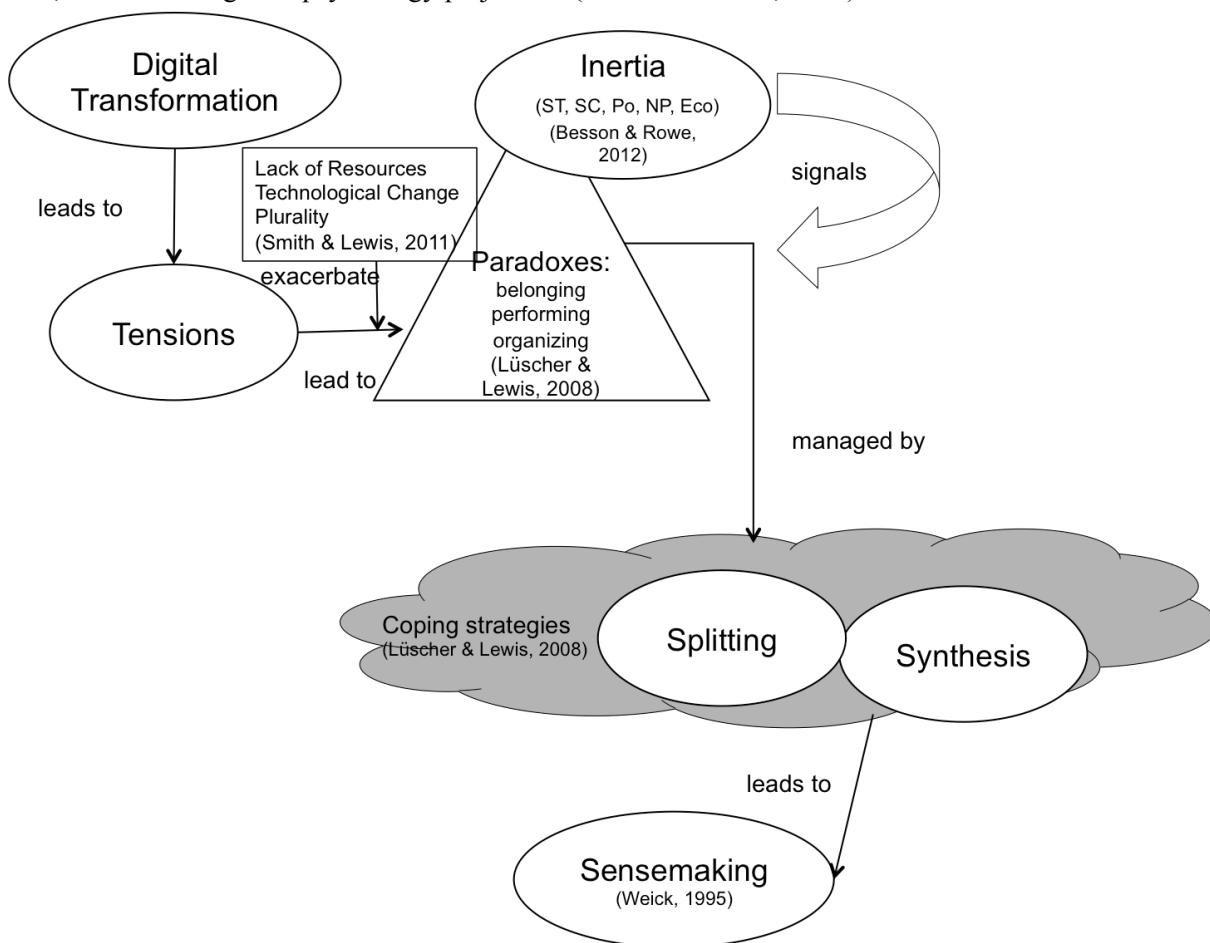 Digital
Transformation
Inertia
(ST, SC, Po, NP, Eco)
(Besson & Rowe,
2012)
signals
leads to
Lack of Resources
Technological Change
Plurality
(Smith & Lewis, 2011)
exacerbate
Tensions
lead to
Paradoxes:
belonging
performing
organizing
(Lüscher &
Lewis, 2008)
managed by
Coping strategies
(Lüscher & Lewis, 2008)
Splitting
Synthesis
leads to
Sensemaking
(Weick, 1995)